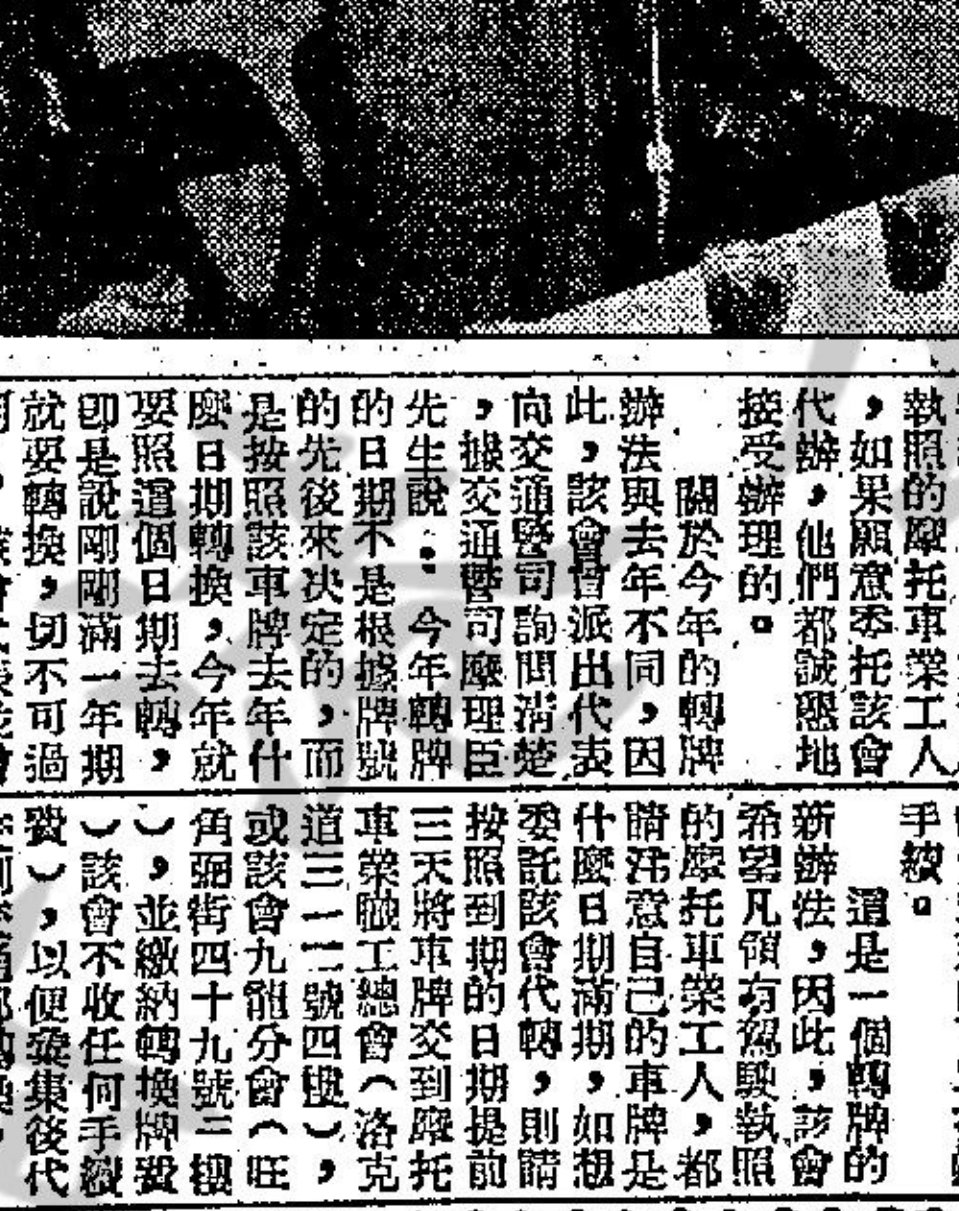 執照的摩托車業工人
，如果願意委托該會
代辦，他們都誠懇地
接受辦理的。
關於今年的轉牌
辦法與去年不同，因
此，該會曾派出代表
向交通警司詢問清楚
，據交通警司廖理臣
先生說：今年轉牌
的日期不是根據牌號
的先後來決定的，而
是按照該車牌去年什
麼日期轉換，今年就
要照這個日期去轉，
即是說剛剛滿一年期
就要轉換，切不可過
手續。
這是一個轉牌的
新辦法，因此，該會
希望凡領有駕駛執照
的摩托車業工人，都
請注意自己的車牌是
什麼日期滿期，如想
委託該會代轉，則請
按照到期的日期提前
三天將車牌交到摩托
車業職工總會（洛克
道三一二號四樓），
或該會九龍分會（旺
角弼街四十九號二樓
），並繳納轉換牌費
（該會不收任何手續
費），以便彙集後代